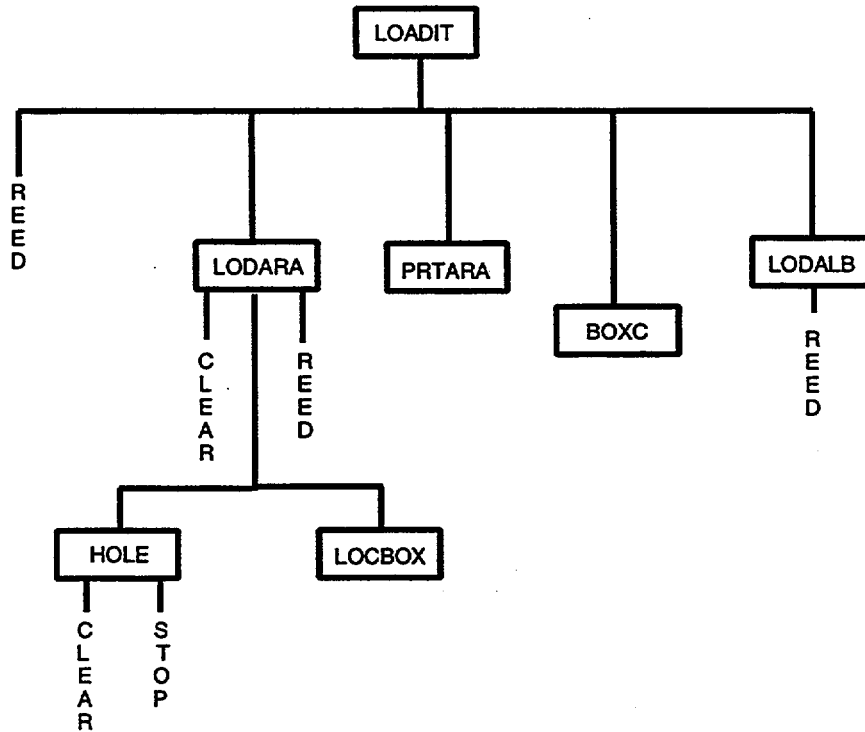 LOADIT
REED
LODARA
PRTARA
BOXC
LODALB
CLEAR
REED
REED
HOLE
LOCBOX
CLEAR
STOP